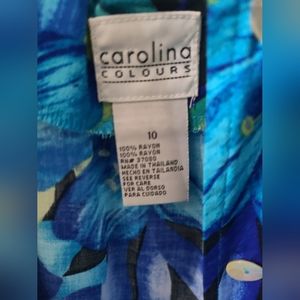 carolina
COLOURS
10
100% RAYON
100% RAYON
RN# 37080
MADE IN THAILAND
HECHO EN TAILANDIA
SEE REVERSE
FOR CARE
VER AL DORSO
PARA CUIDADO